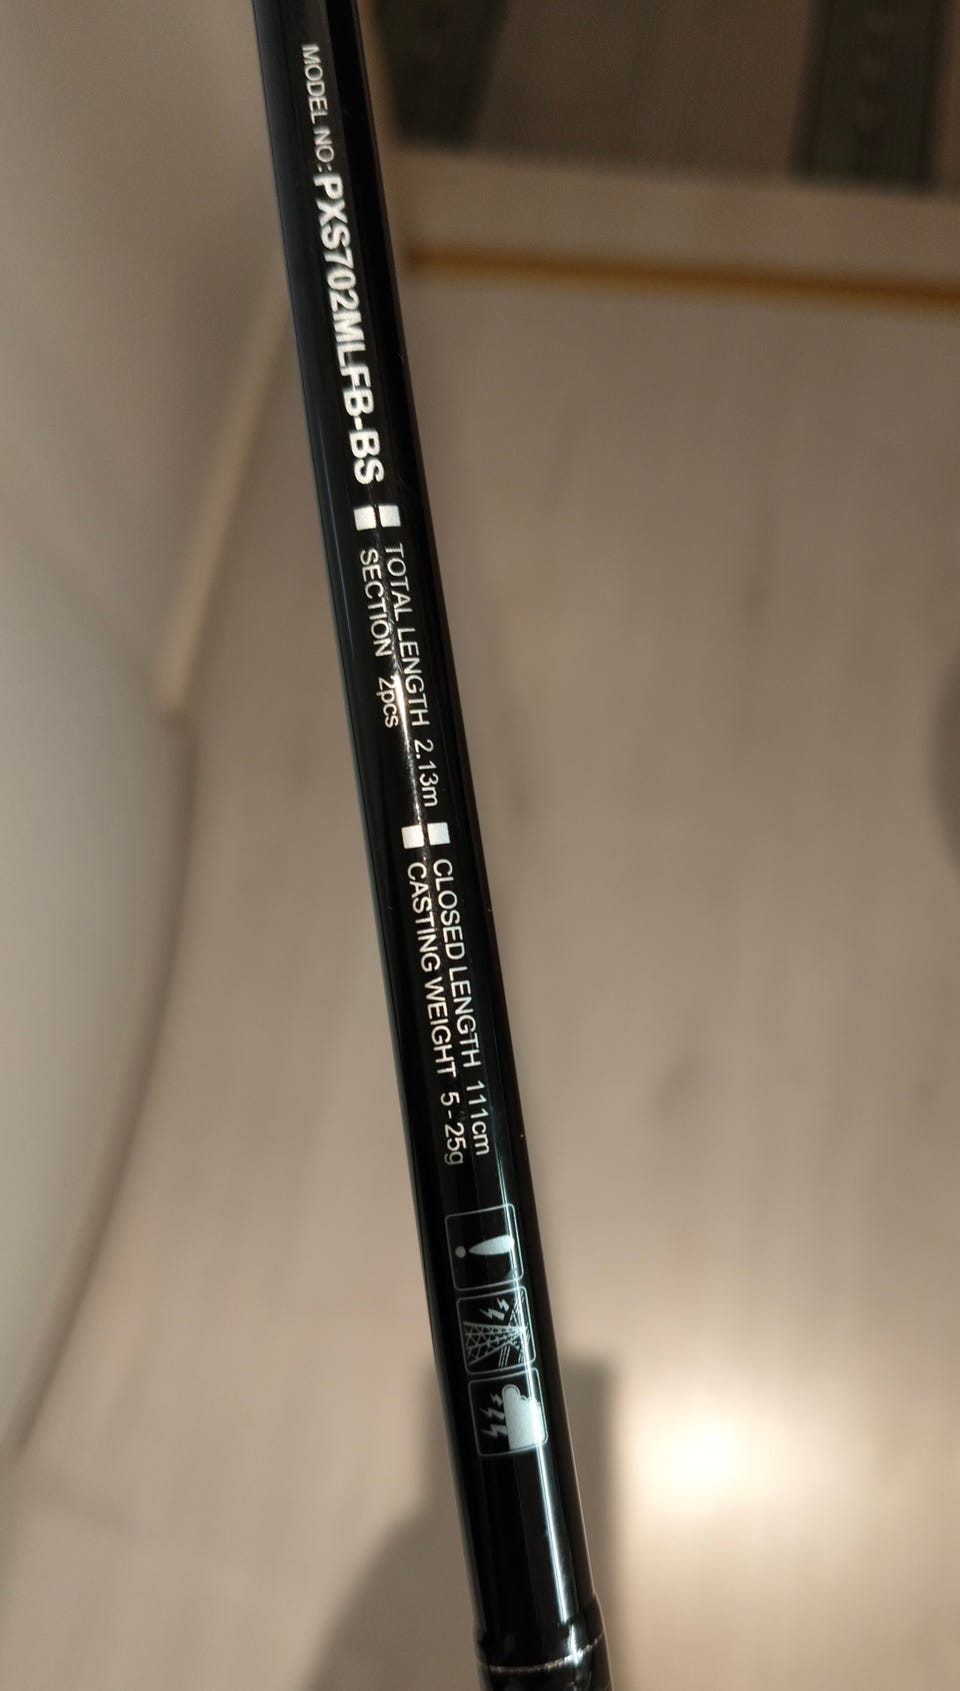 MODEL NO: PXS702MLFB-BS
TOTAL LENGTH 2.13m
CLOSED LENGTH 111cm
SECTION 2pcs
CASTING WEIGHT 5-25g